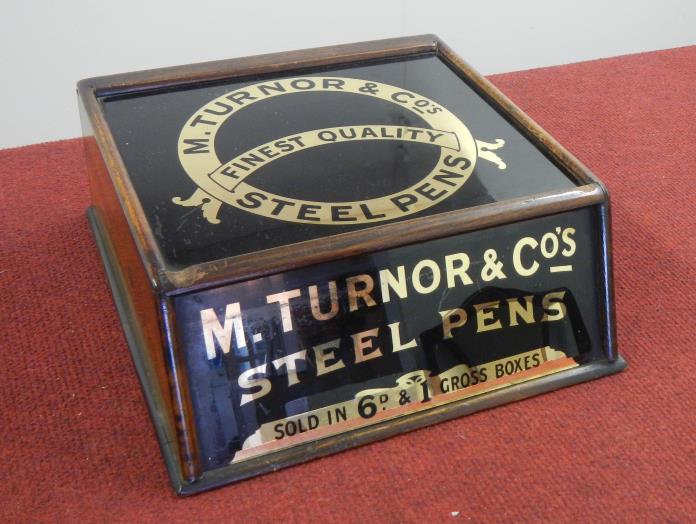 M. TURNOR & Co's
FINEST QUALITY
STEEL PENS
M. TURNOR & Co's
STEEL PENS
SOLD IN 6D. & 1 GROSS BOXES